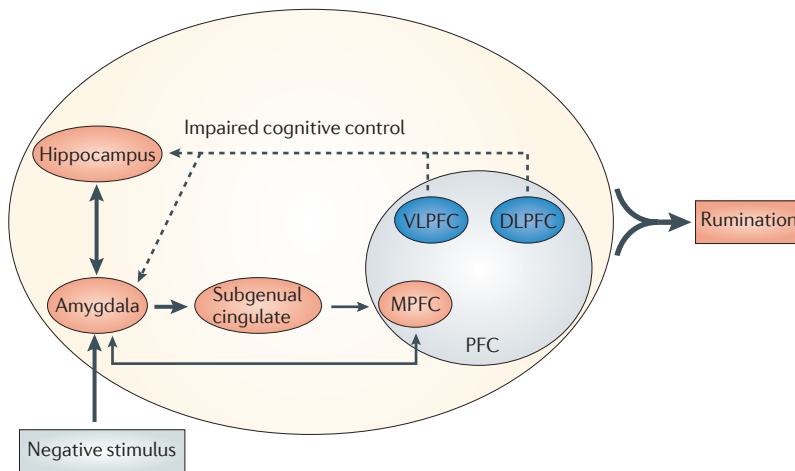 Impaired cognitive control
Hippocampus
VLPFC
DLPFC
Rumination
Amygdala
Subgenual
cingulate
MPFC
PFC
Negative stimulus